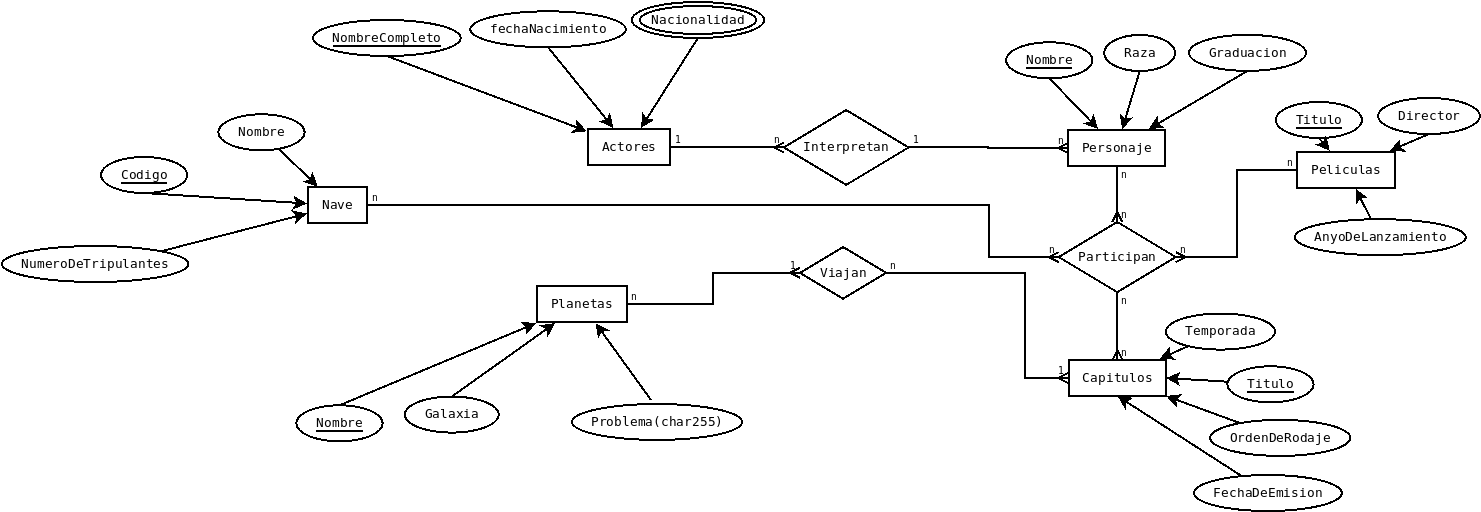 Nacionalidad
NombreCompleto
fechaNacimiento
Nombre
Raza
Graduacion
Titulo
Director
Nombre
Actores
1
n
Interpretan
1
n
Personaje
n
Peliculas
Codigo
Nave
n
n
n
AnyoDeLanzamiento
NumeroDeTripulantes
n
Participan
n
Planetas
n
1
Viajan
n
n
n
Temporada
1
Capitulos
Titulo
Nombre
Galaxia
Problema(char255)
OrdenDeRodaje
FechaDeEmision